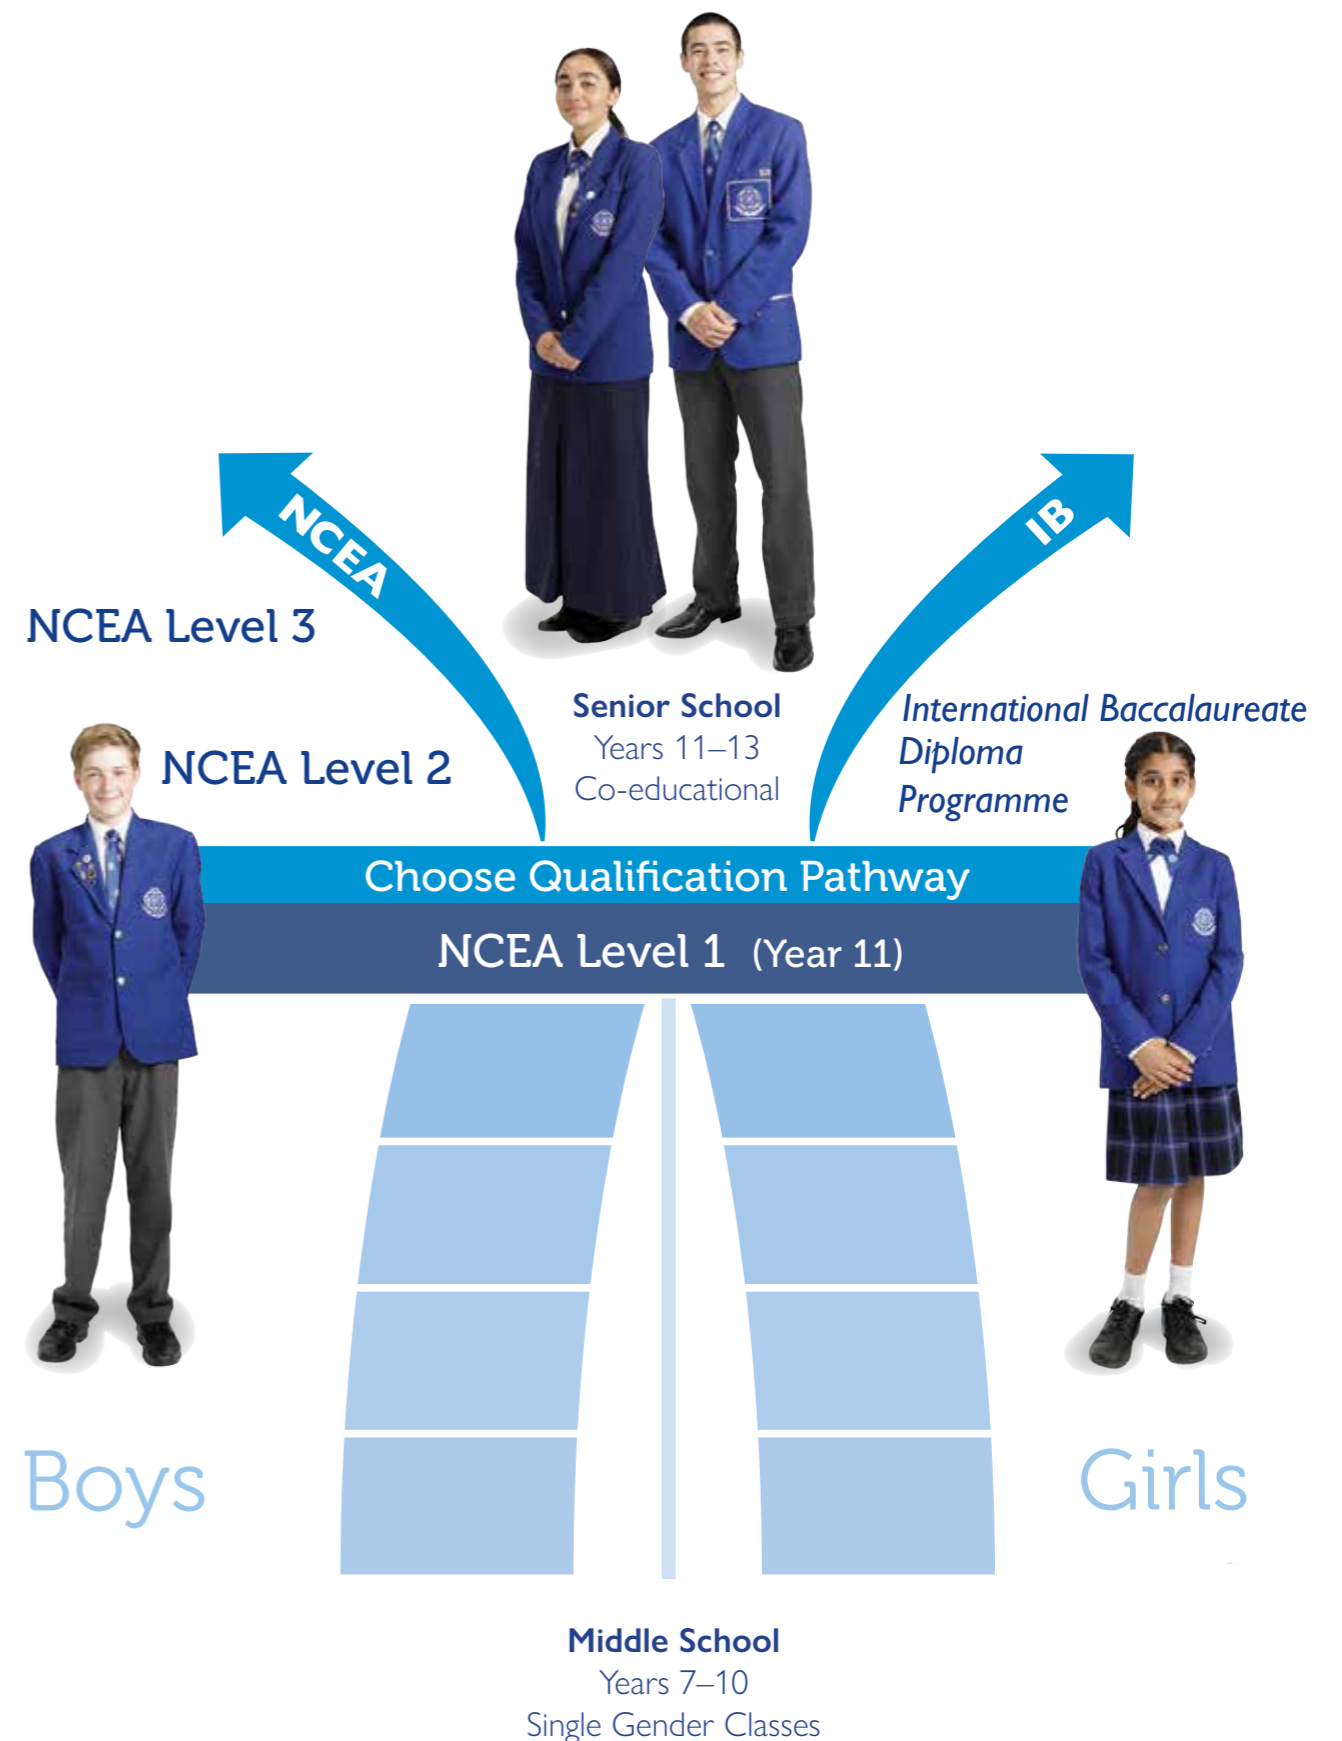 NCEA
IB
NCEA Level 3
NCEA Level 2
Senior School
Years 11–13
Co-educational
International Baccalaureate
Diploma
Programme
Choose Qualification Pathway
NCEA Level 1 (Year 11)
Boys
Girls
Middle School
Years 7–10
Single Gender Classes